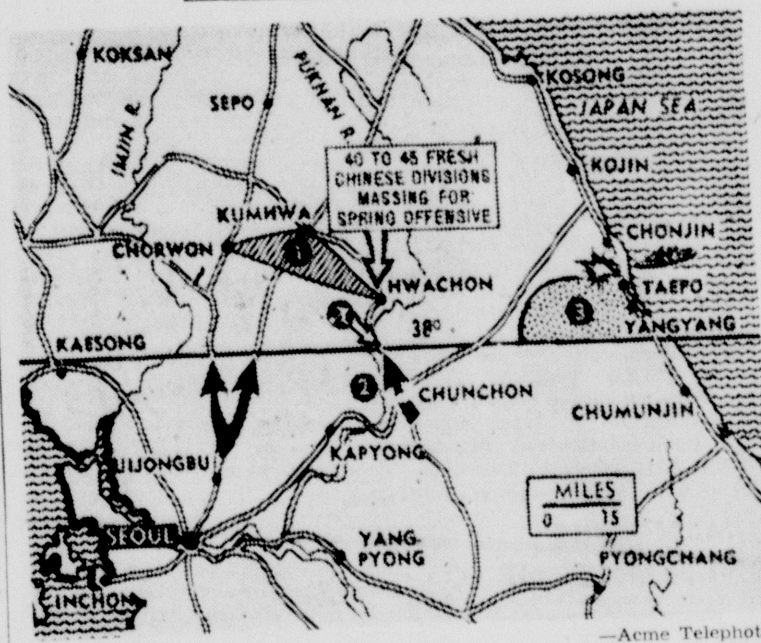 KOKSAN
KOSONG
PUKHAN R.
SEPO
JAPAN SEA
IMJIN R.
40 TO 45 FRESH
CHINESE DIVISIONS
MASSING FOR
SPRING OFFENSIVE
KOJIN
KUMHWA
CHONJIN
CHORWON
1
HWACHON
TAEPO
3
38°
YANGYANG
KAESONG
2
CHUNCHON
CHUMUNJIN
KAPYONG
UIJONGBU
MILES
0 15
SEOUL
YANG-
PYONG
PYONGCHANG
INCHON
—Acme Telephot